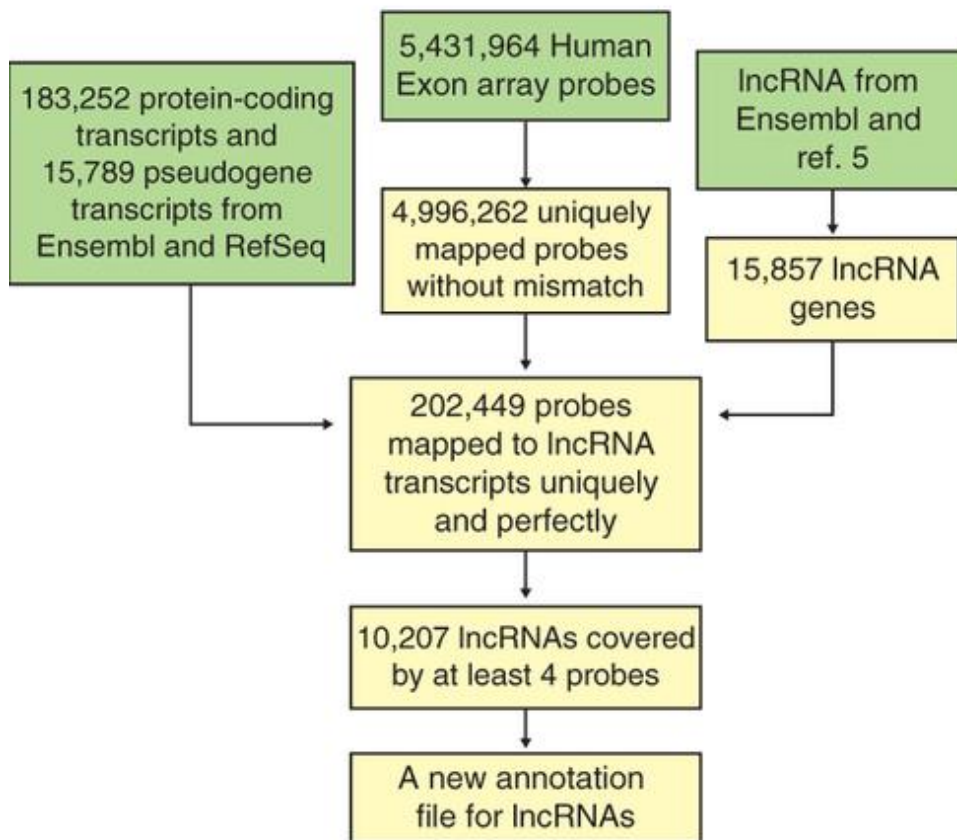 5,431,964 Human
Exon array probes
183,252 protein-coding
transcripts and
15,789 pseudogene
transcripts from
Ensembl and RefSeq
lncRNA from
Ensembl and
ref. 5
4,996,262 uniquely
mapped probes
without mismatch
15,857 lncRNA
genes
202,449 probes
mapped to lncRNA
transcripts uniquely
and perfectly
10,207 lncRNAs covered
by at least 4 probes
A new annotation
file for lncRNAs